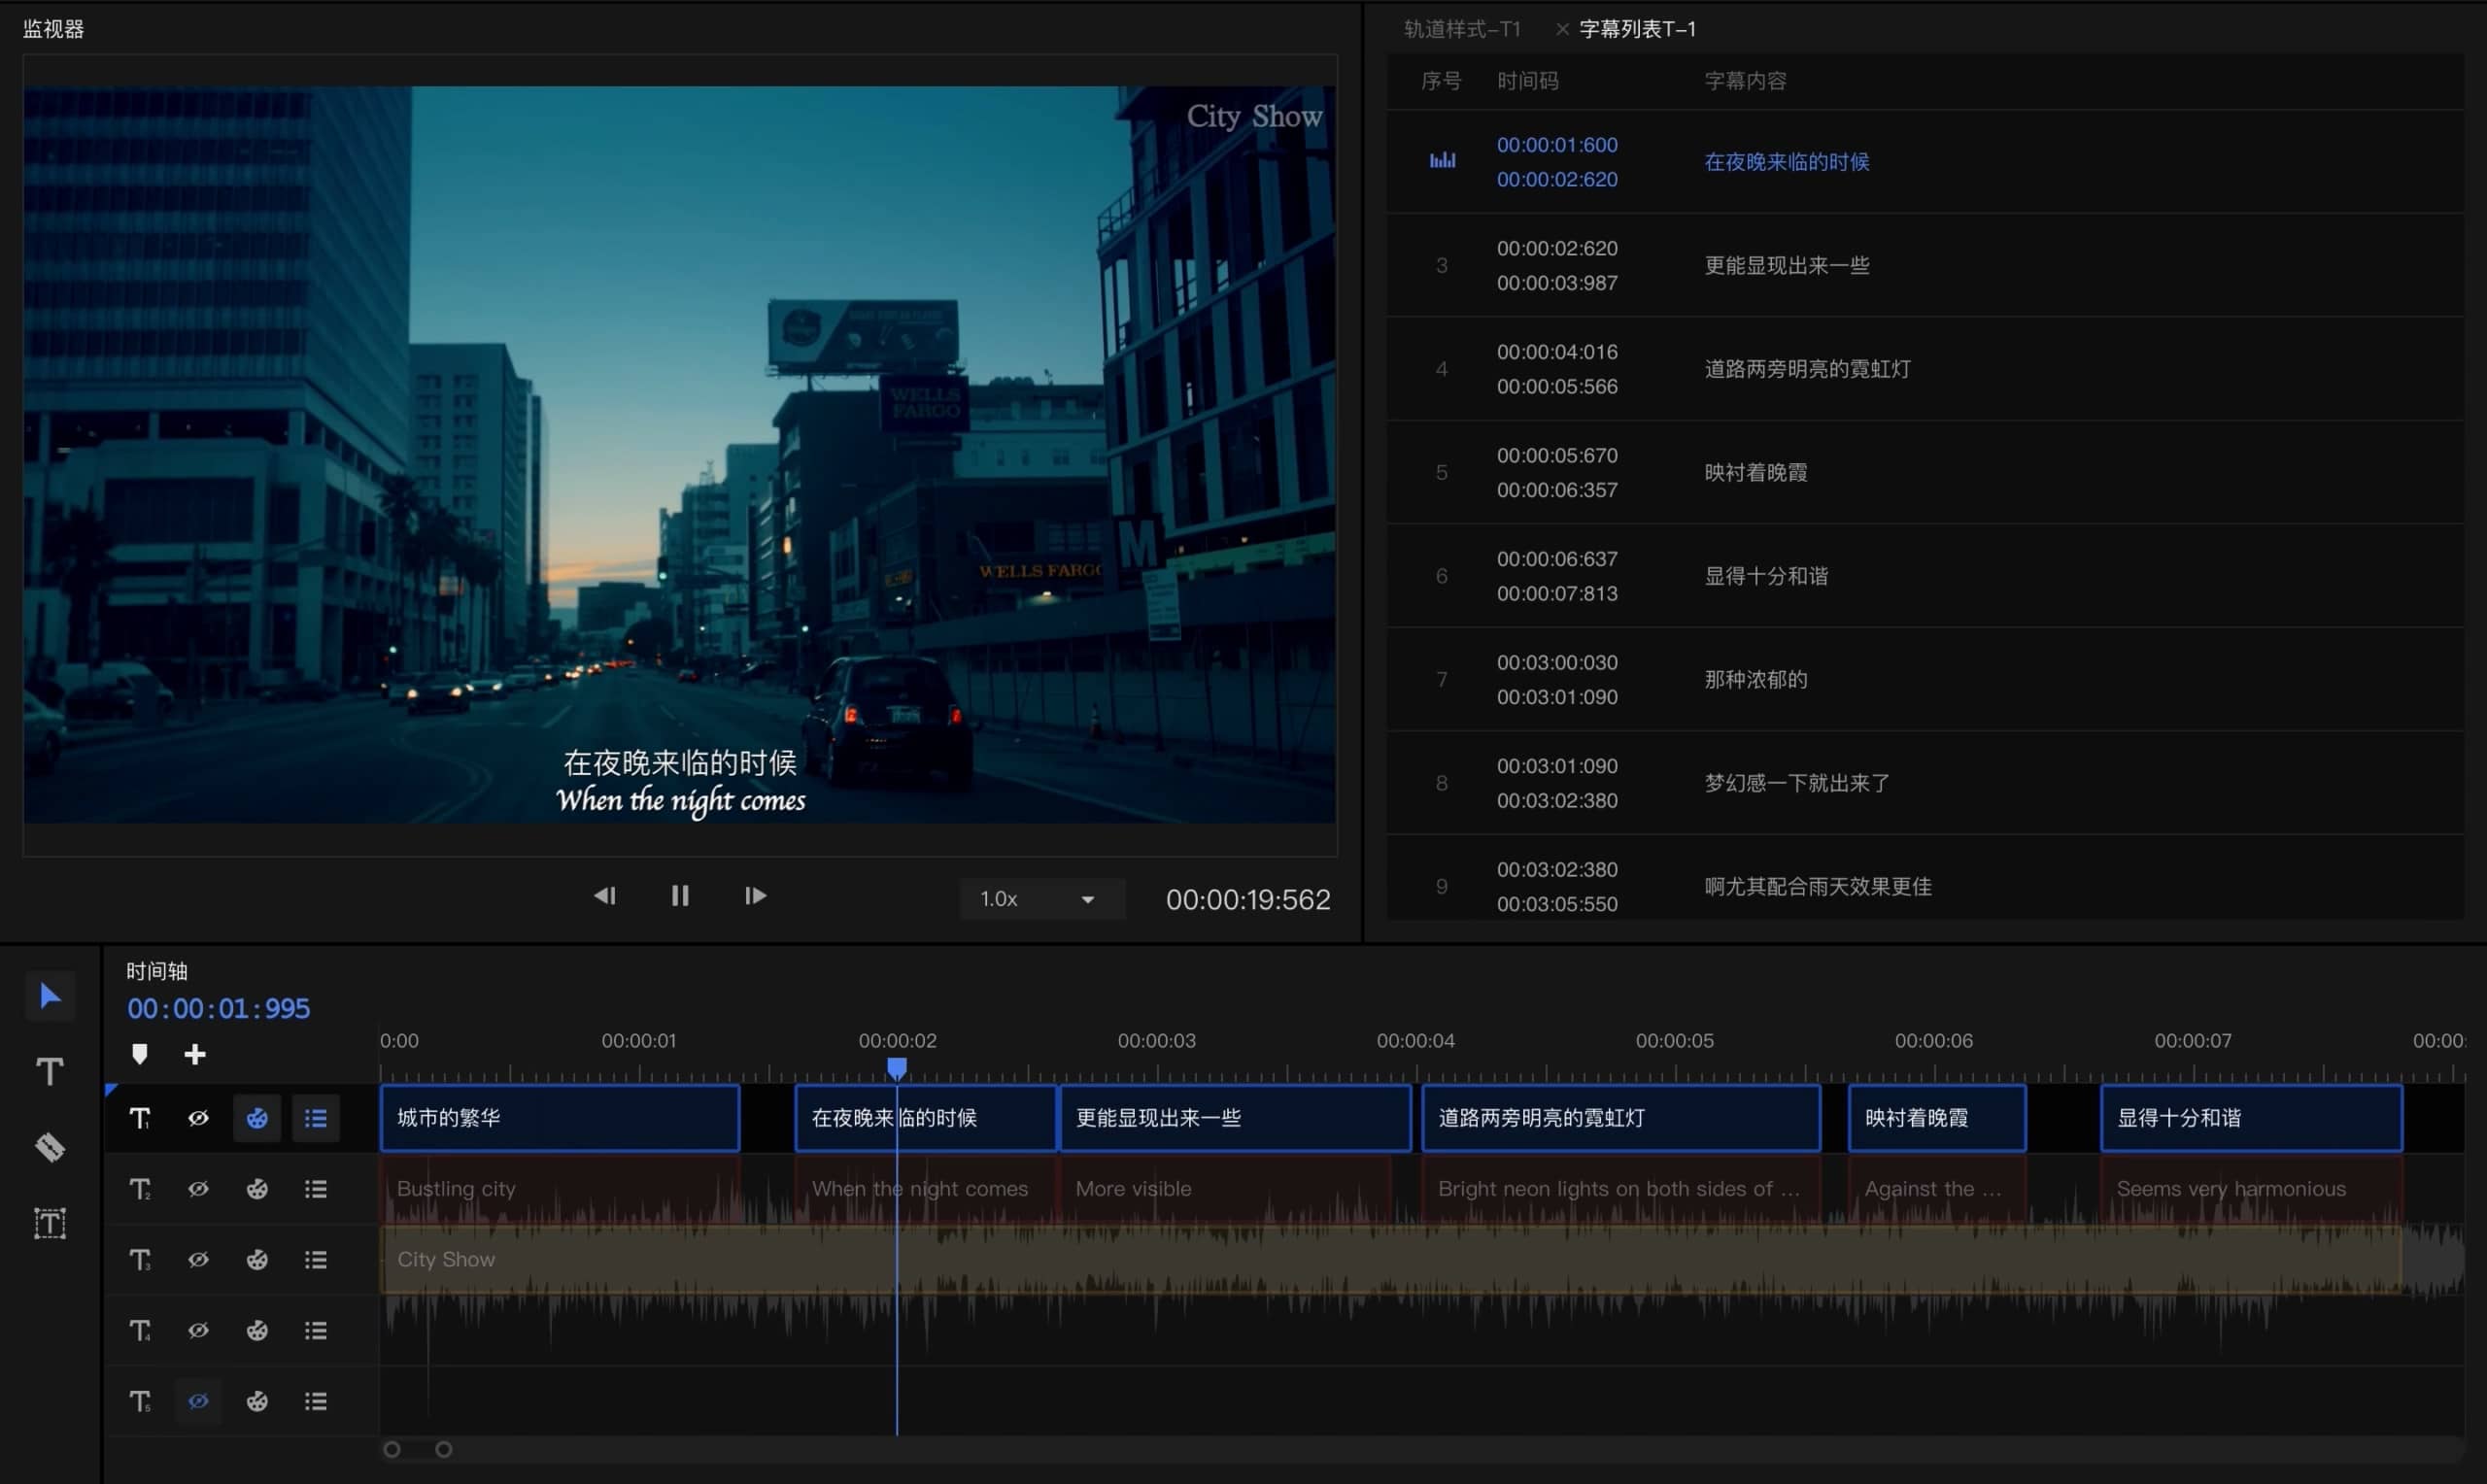 监视器
City Show
WELLS
FARGO
M
WELLS FARGO
在夜晚来临的时候
When the night comes
1.0x
00:00:19:562
轨道样式-T1
字幕列表T-1
序号 时间码 字幕内容
00:00:01:600
00:00:02:620
在夜晚来临的时候
3
00:00:02:620
00:00:03:987
更能显现出来一些
4
00:00:04:016
00:00:05:566
道路两旁明亮的霓虹灯
5
00:00:05:670
00:00:06:357
映衬着晚霞
6
00:00:06:637
00:00:07:813
显得十分和谐
7
00:03:00:030
00:03:01:090
那种浓郁的
8
00:03:01:090
00:03:02:380
梦幻感一下就出来了
9
00:03:02:380
00:03:05:550
啊尤其配合雨天效果更佳
时间轴
00:00:01:995
0:00 00:00:01 00:00:02 00:00:03 00:00:04 00:00:05 00:00:06 00:00:07 00:00:
T1 城市的繁华 在夜晚来临的时候 更能显现出来一些 道路两旁明亮的霓虹灯 映衬着晚霞 显得十分和谐
T2 Bustling city When the night comes More visible Bright neon lights on both sides of ... Against the ... Seems very harmonious
T3 City Show
T4
T5